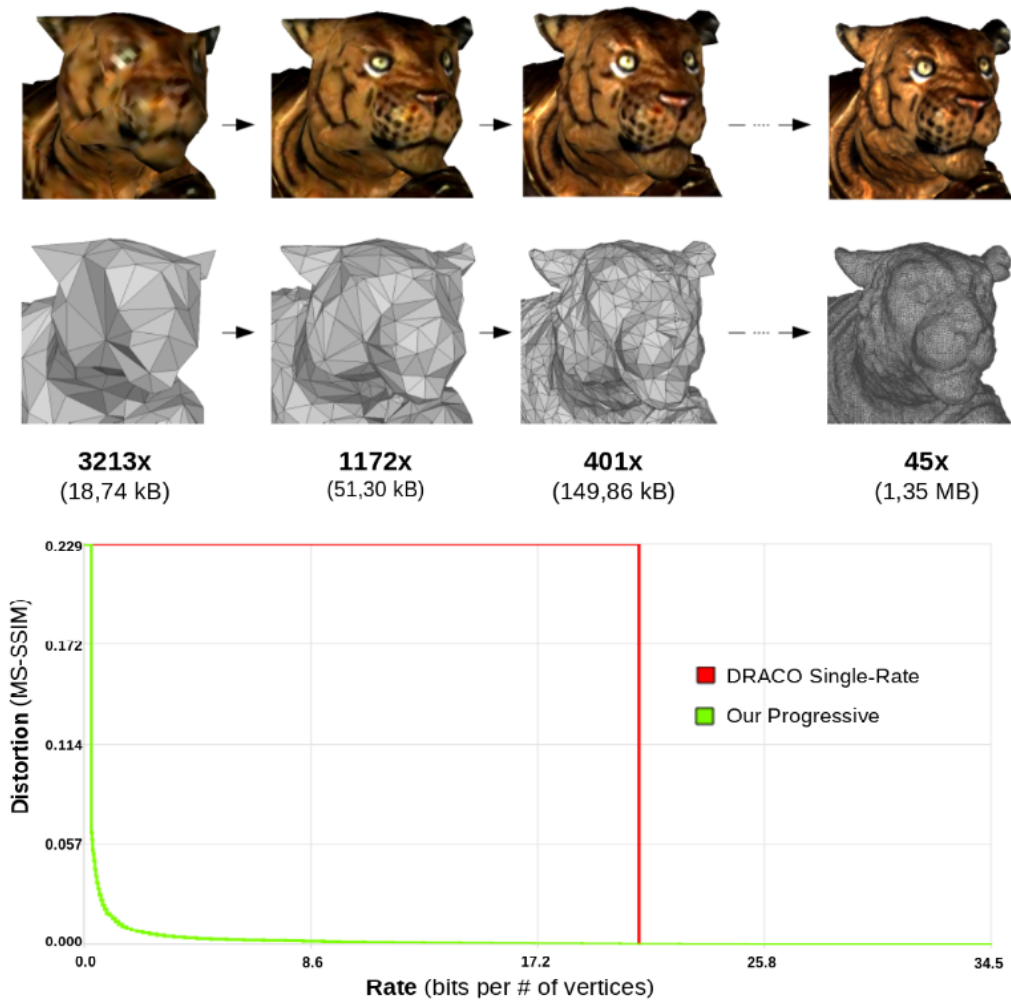 3213x
(18,74 kB)
1172x
(51,30 kB)
401x
(149,86 kB)
45x
(1,35 MB)
Distortion (MS-SSIM)
0.229
0.172
0.114
0.057
0.000
DRACO Single-Rate
Our Progressive
0.0
8.6
17.2
25.8
34.5
Rate (bits per # of vertices)